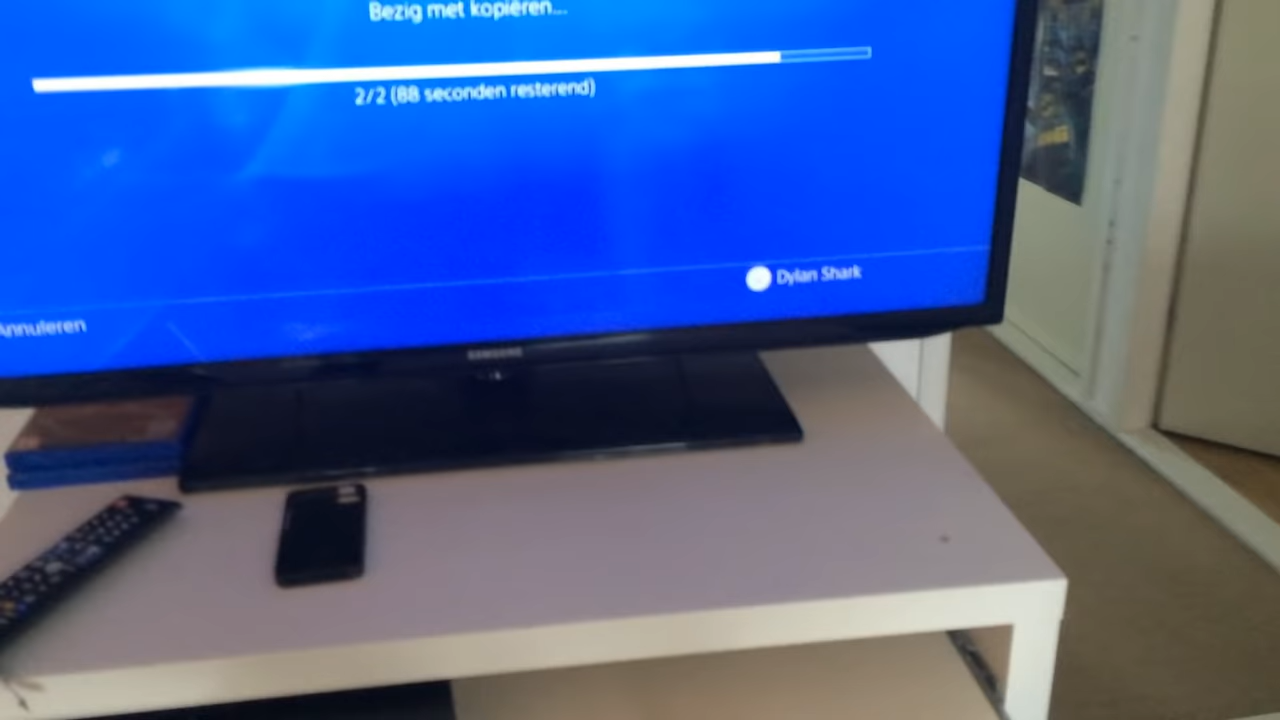 Bezig met kopiëren...
2/2 (88 seconden resterend)
Dylan Shark
Annuleren
SAMSUNG